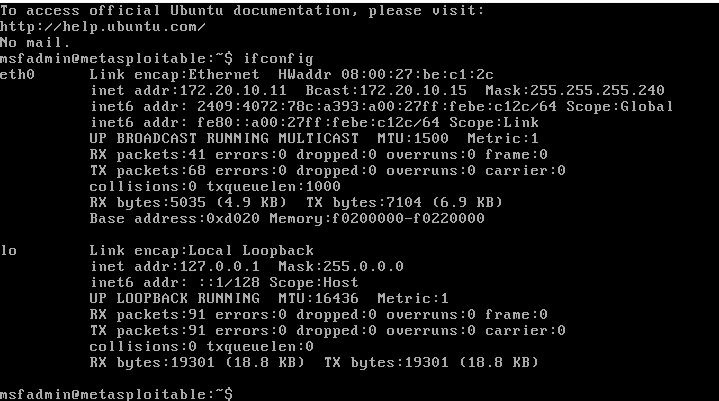 To access official Ubuntu documentation, please visit:
http://help.ubuntu.com/
No mail.
msfadmin@metasploitable:~$ ifconfig
eth0      Link encap:Ethernet  HWaddr 08:00:27:be:c1:2c
          inet addr:172.20.10.11  Bcast:172.20.10.15  Mask:255.255.255.240
          inet6 addr: 2409:4072:78c:a393:a00:27ff:febe:c12c/64 Scope:Global
          inet6 addr: fe80::a00:27ff:febe:c12c/64 Scope:Link
          UP BROADCAST RUNNING MULTICAST  MTU:1500  Metric:1
          RX packets:41 errors:0 dropped:0 overruns:0 frame:0
          TX packets:68 errors:0 dropped:0 overruns:0 carrier:0
          collisions:0 txqueuelen:1000
          RX bytes:5035 (4.9 KB)  TX bytes:7104 (6.9 KB)
          Base address:0xd020 Memory:f0200000-f0220000

lo        Link encap:Local Loopback
          inet addr:127.0.0.1  Mask:255.0.0.0
          inet6 addr: ::1/128 Scope:Host
          UP LOOPBACK RUNNING  MTU:16436  Metric:1
          RX packets:91 errors:0 dropped:0 overruns:0 frame:0
          TX packets:91 errors:0 dropped:0 overruns:0 carrier:0
          collisions:0 txqueuelen:0
          RX bytes:19301 (18.8 KB)  TX bytes:19301 (18.8 KB)

msfadmin@metasploitable:~$